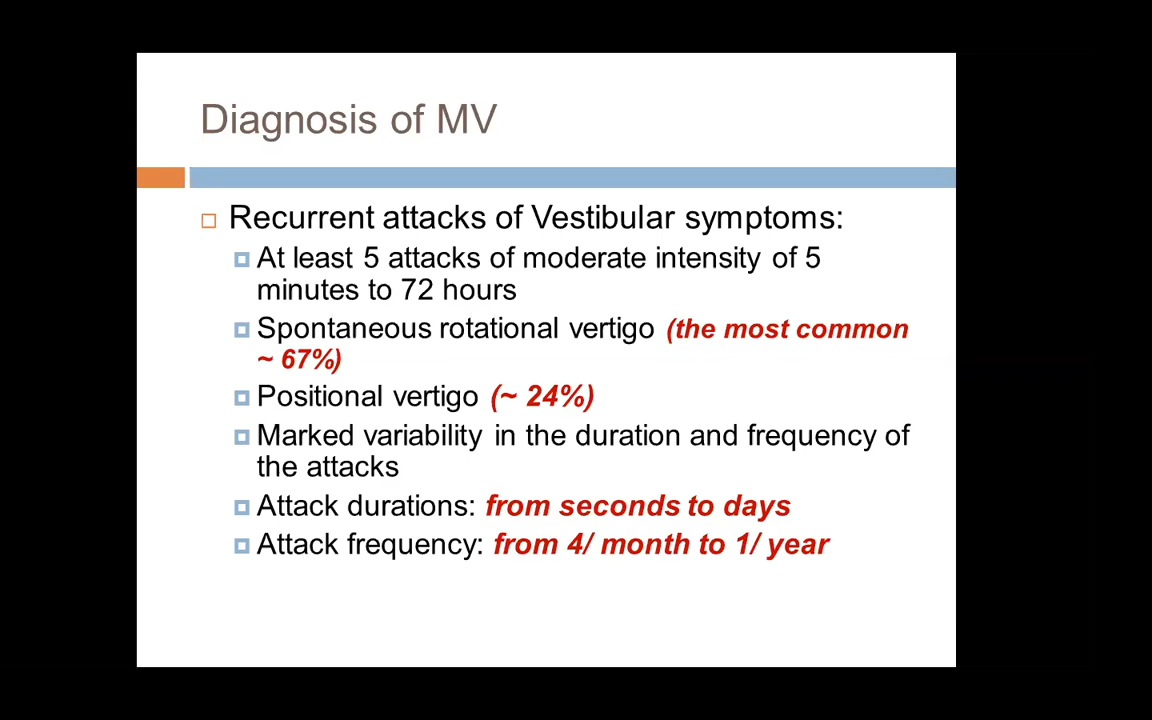 Diagnosis of MV
Recurrent attacks of Vestibular symptoms:
At least 5 attacks of moderate intensity of 5
minutes to 72 hours
Spontaneous rotational vertigo (the most common
~ 67%)
Positional vertigo (~ 24%)
Marked variability in the duration and frequency of
the attacks
Attack durations: from seconds to days
Attack frequency: from 4/ month to 1/ year